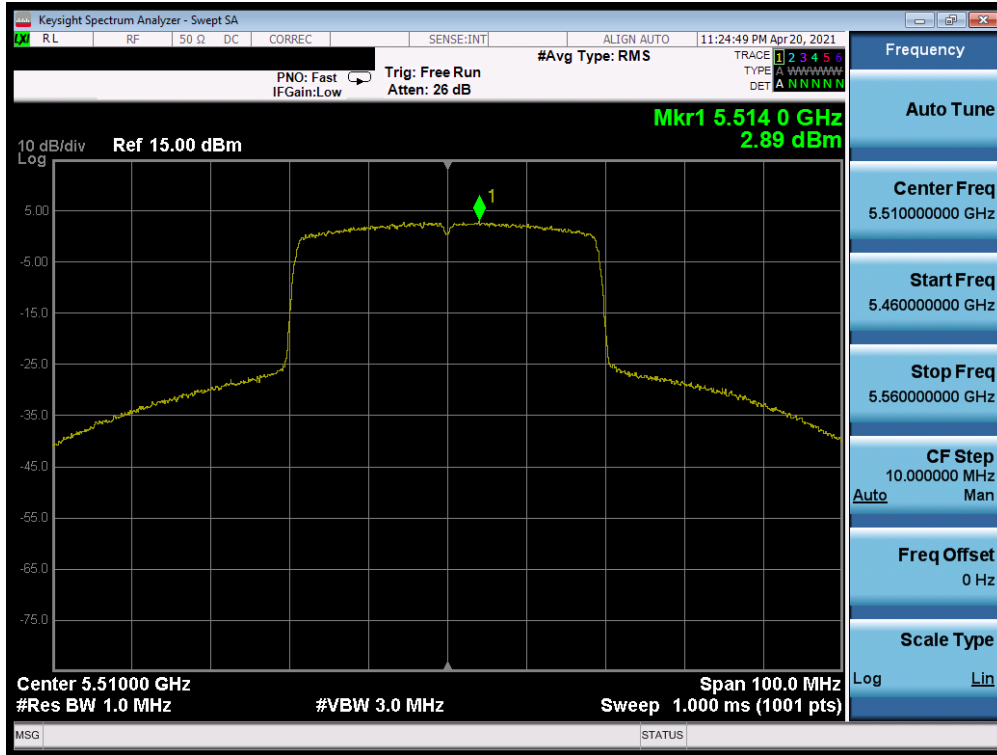 Keysight Spectrum Analyzer - Swept SA
LXI RL RF 50 Ω DC CORREC SENSE:INT ALIGN AUTO 11:24:49 PM Apr 20, 2021
#Avg Type: RMS
TRACE 1 2 3 4 5 6
TYPE A WWWWW
DET A N N N N N
PNO: Fast Trig: Free Run
IFGain:Low Atten: 26 dB
Mkr1 5.514 0 GHz
2.89 dBm
10 dB/div Ref 15.00 dBm
Log
1
5.00
-5.00
-15.0
-25.0
-35.0
-45.0
-55.0
-65.0
-75.0
Center 5.51000 GHz Span 100.0 MHz
#Res BW 1.0 MHz #VBW 3.0 MHz Sweep 1.000 ms (1001 pts)
MSG STATUS
Frequency
Auto Tune
Center Freq
5.510000000 GHz
Start Freq
5.460000000 GHz
Stop Freq
5.560000000 GHz
CF Step
10.000000 MHz
Auto Man
Freq Offset
0 Hz
Scale Type
Log Lin